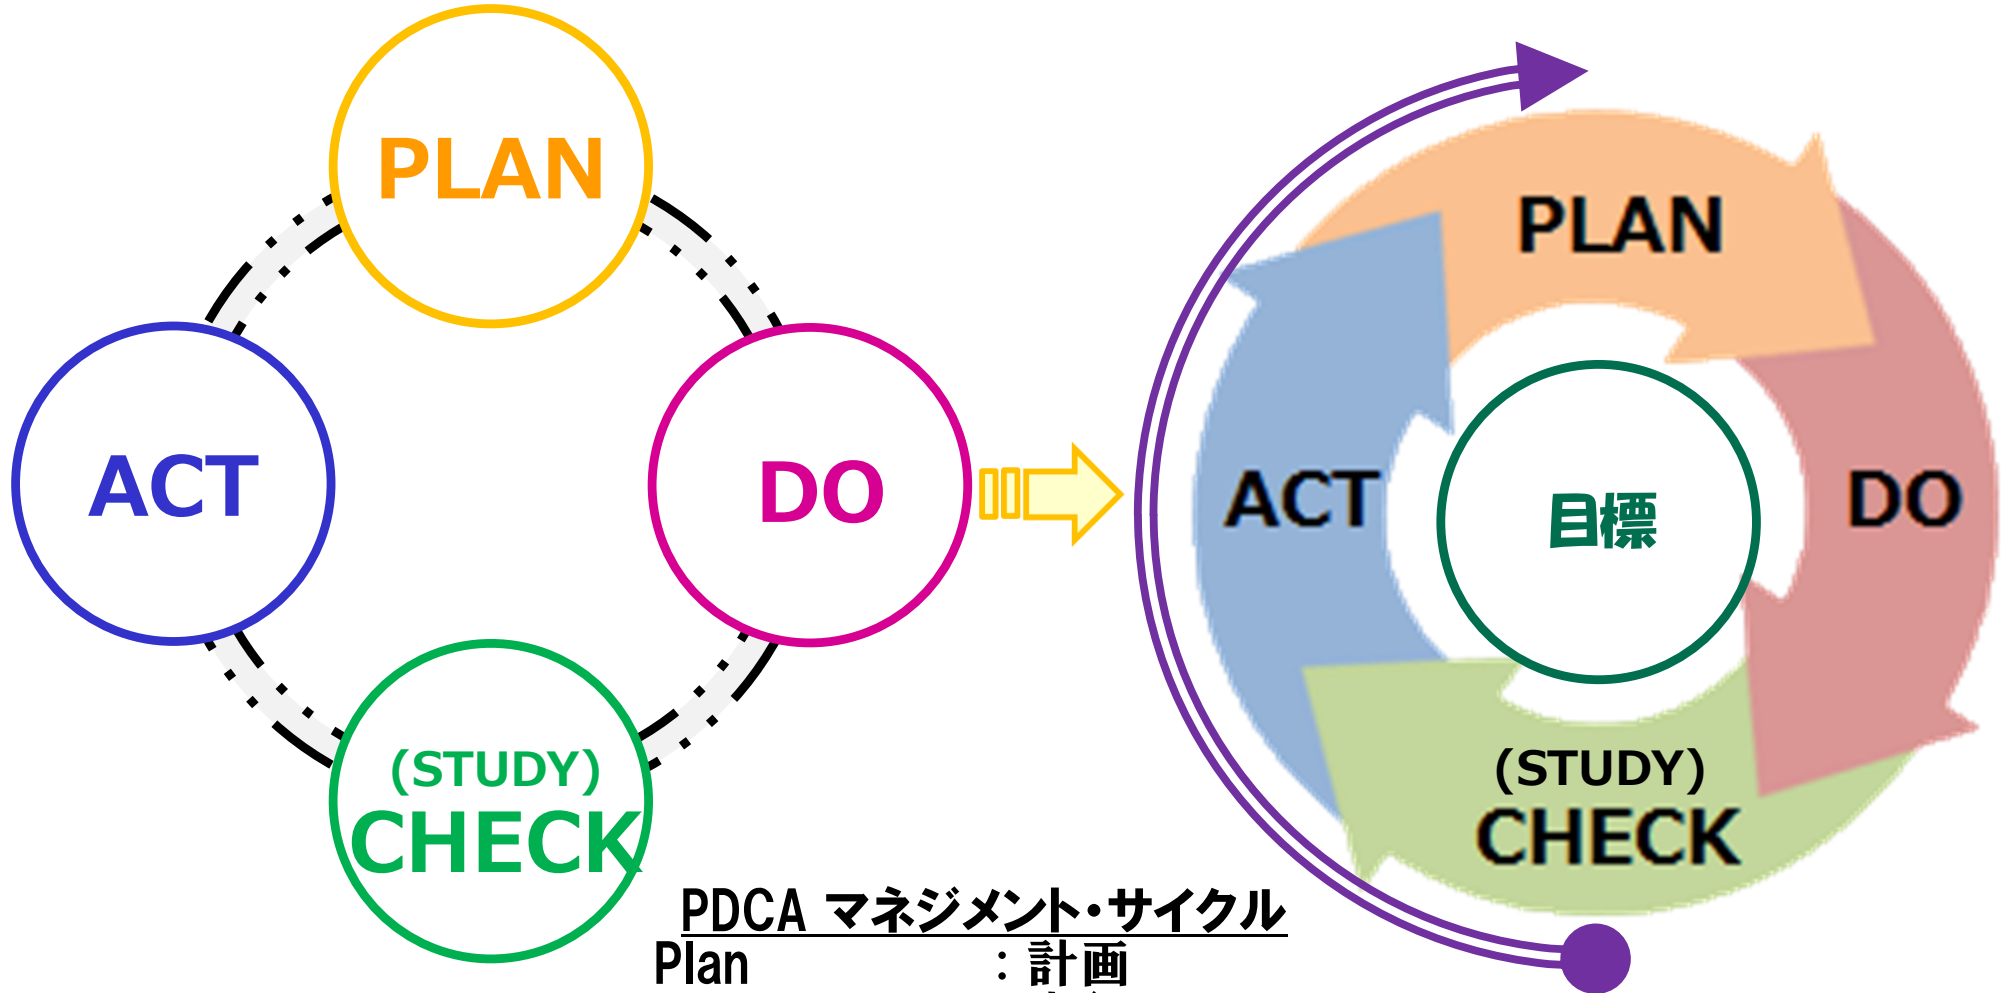 PLAN
ACT
DO
(STUDY)
CHECK
PLAN
ACT
目標
DO
(STUDY)
CHECK
PDCA マネジメント・サイクル
Plan : 計画